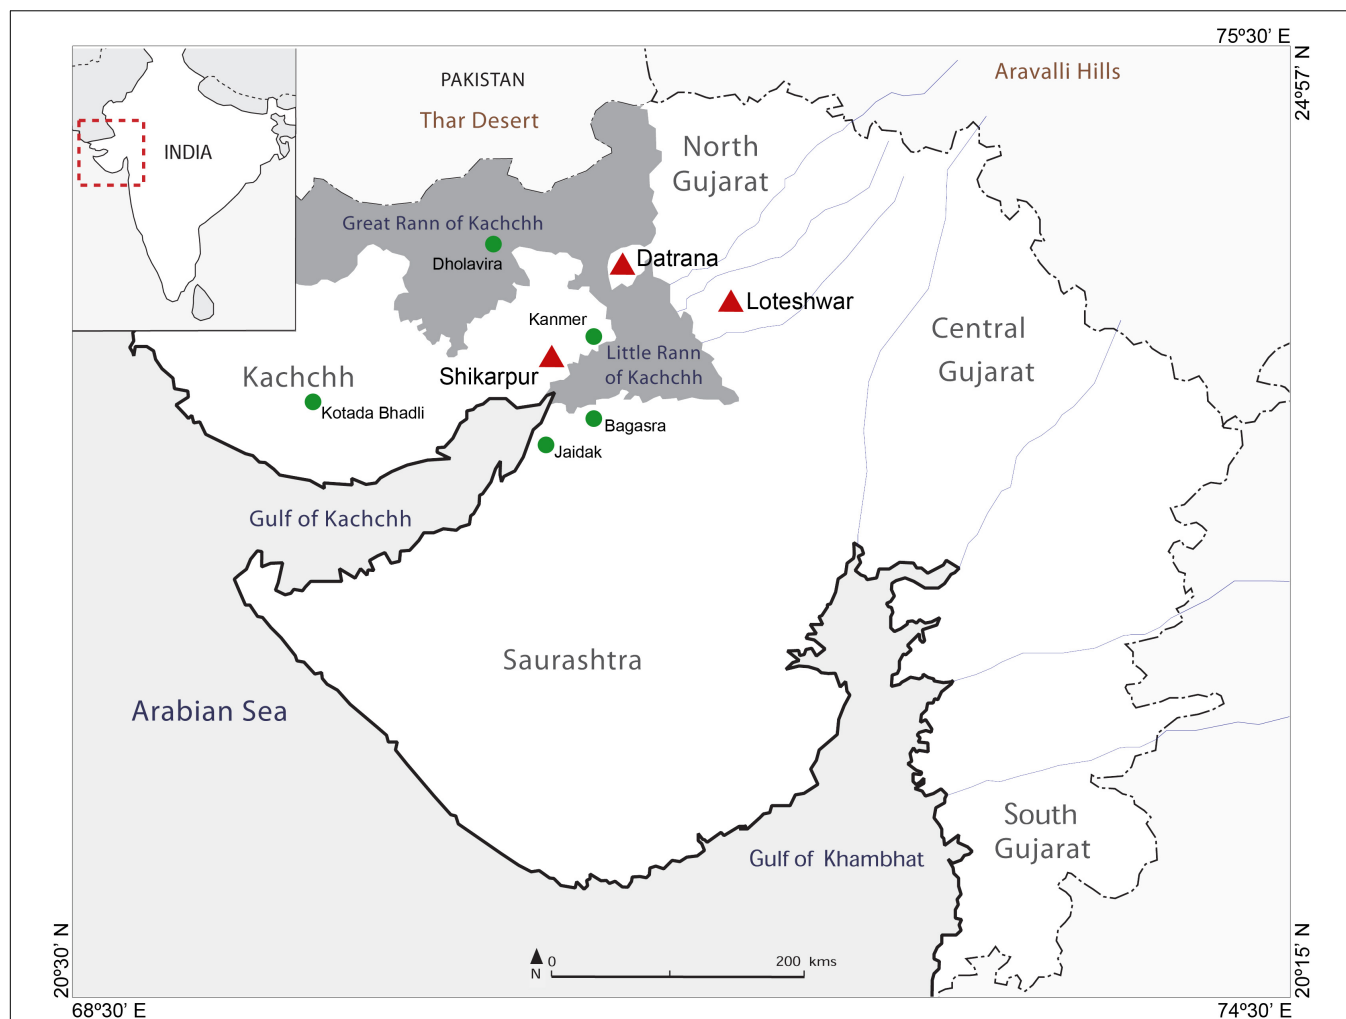 75º30’ E
24º57’ N
PAKISTAN
Aravalli Hills
Thar Desert
INDIA
North
Gujarat
Great Rann of Kachchh
Dholavira
Datrana
Loteshwar
Kanmer
Central
Gujarat
Little Rann
of Kachchh
Shikarpur
Kachchh
Kotada Bhadli
Bagasra
Jaidak
Gulf of Kachchh
Saurashtra
Arabian Sea
South
Gujarat
Gulf of Khambhat
N
0
200 kms
20º30’ N
20º15’ N
68º30’ E
74º30’ E